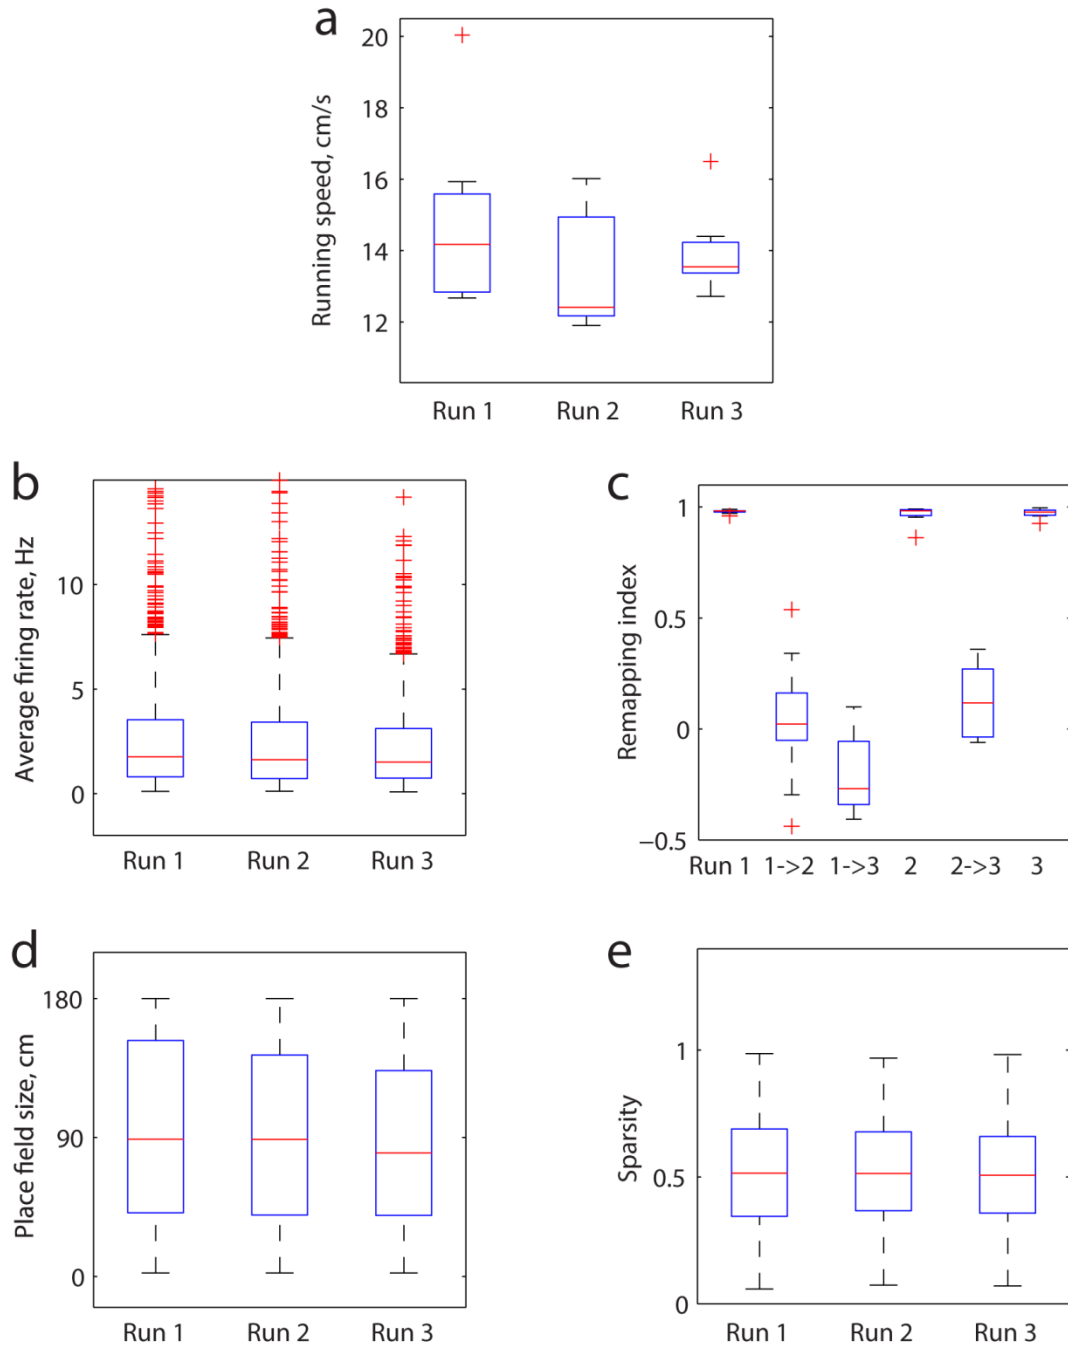 a
20
18
16
14
12
Running speed, cm/s
Run 1 Run 2 Run 3
b
10
5
0
Average firing rate, Hz
Run 1 Run 2 Run 3
c
1
0.5
0
−0.5
Remapping index
Run 1 1->2 1->3 2 2->3 3
d
180
90
0
Place field size, cm
Run 1 Run 2 Run 3
e
1
0.5
0
Sparsity
Run 1 Run 2 Run 3